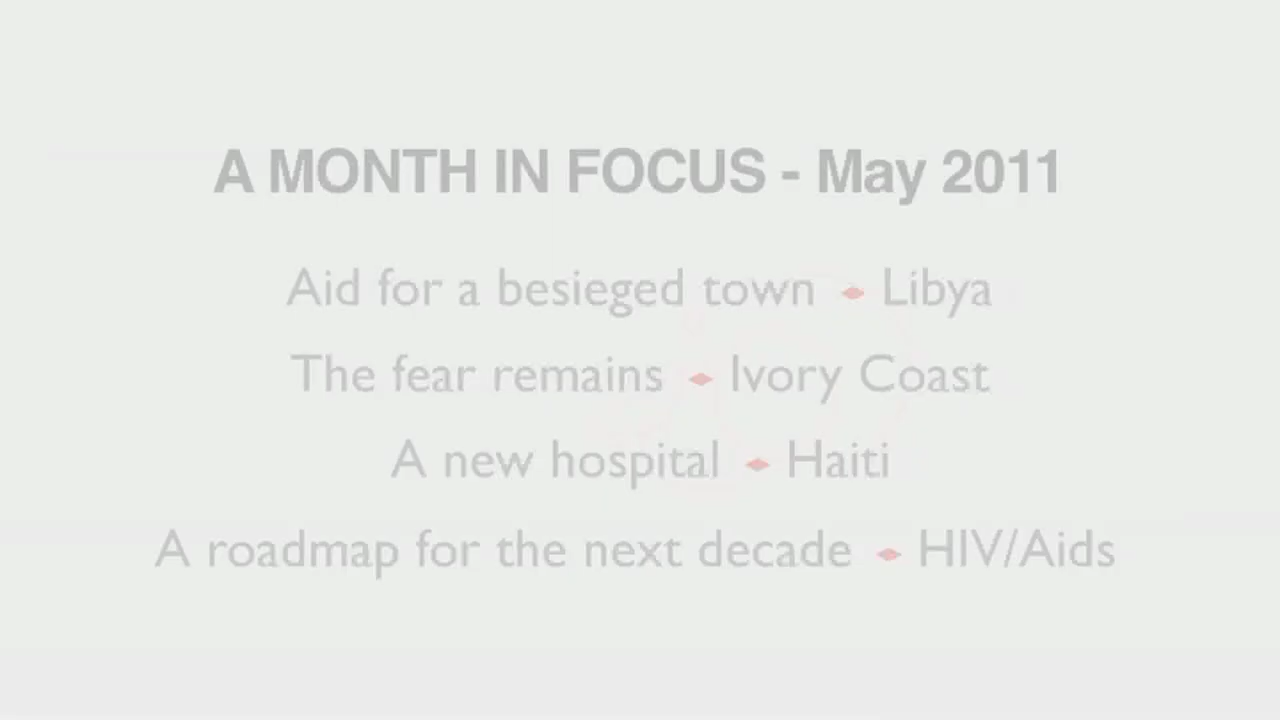 A MONTH IN FOCUS - May 2011
Aid for a besieged town ♦ Libya
The fear remains ♦ Ivory Coast
A new hospital ♦ Haiti
A roadmap for the next decade ♦ HIV/Aids